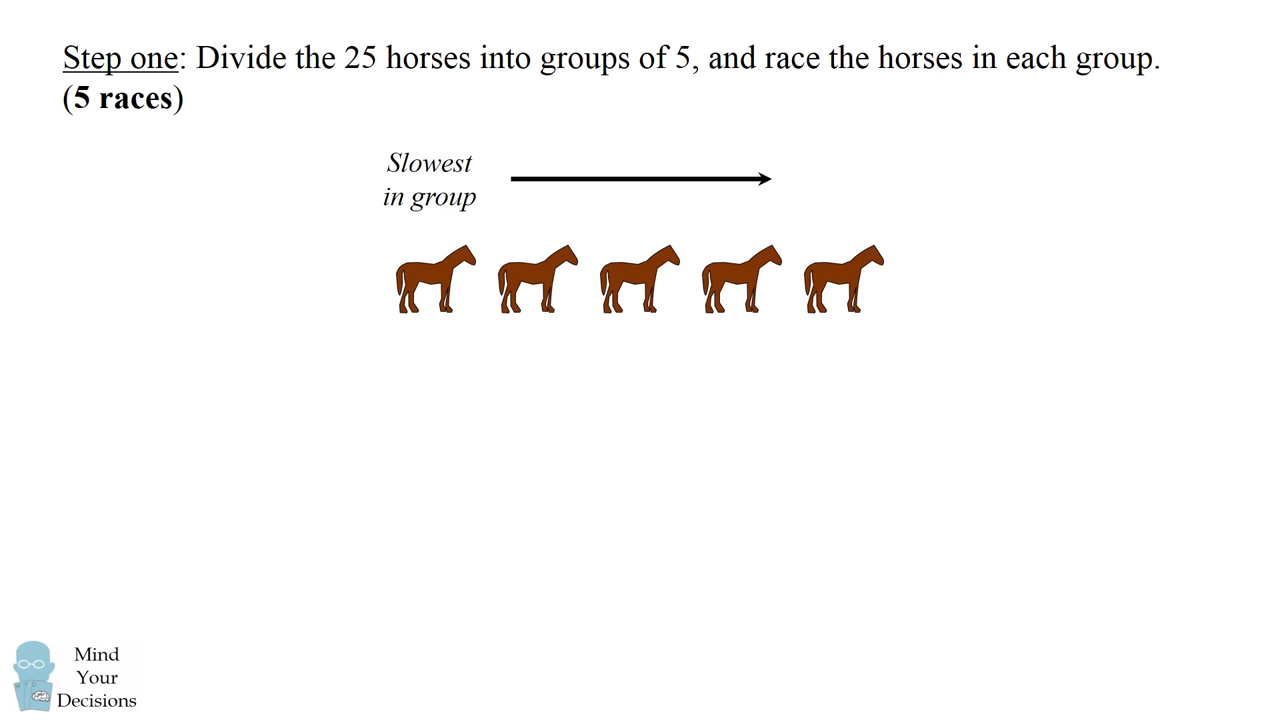 Step one: Divide the 25 horses into groups of 5, and race the horses in each group.
(5 races)
Slowest
in group
Mind
Your
Decisions